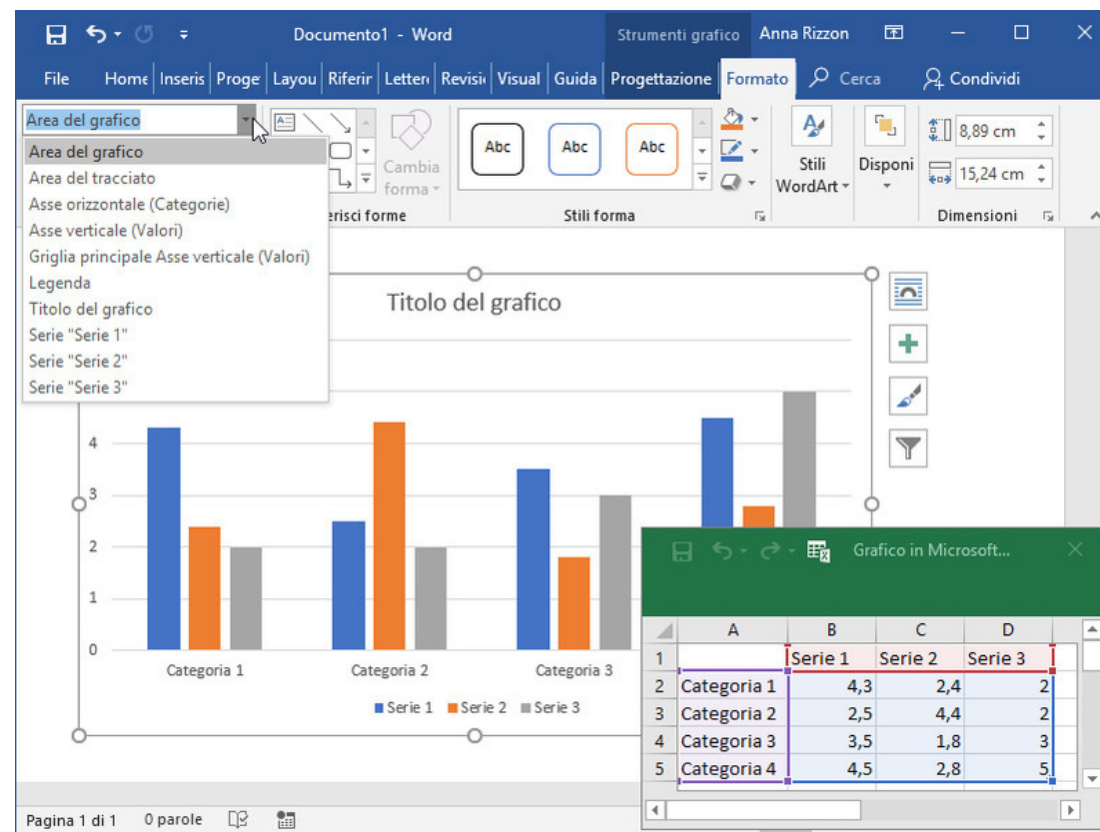 Documento1 - Word
Strumenti grafico
Anna Rizzon
File Home Inseris Proge Layou Riferir Letter Revisi Visual Guida Progettazione Formato Cerca Condividi
Area del grafico
Area del grafico
Area del tracciato
Asse orizzontale (Categorie)
Asse verticale (Valori)
Griglia principale Asse verticale (Valori)
Legenda
Titolo del grafico
Serie "Serie 1"
Serie "Serie 2"
Serie "Serie 3"
Cambia
forma
erisci forme
Abc Abc Abc
Stili forma
Stili
WordArt
Disponi
8,89 cm
15,24 cm
Dimensioni
Titolo del grafico
4
3
2
1
0
Categoria 1 Categoria 2 Categoria 3
Serie 1 Serie 2 Serie 3
Grafico in Microsoft...
A B C D
1 Serie 1 Serie 2 Serie 3
2 Categoria 1 4,3 2,4 2
3 Categoria 2 2,5 4,4 2
4 Categoria 3 3,5 1,8 3
5 Categoria 4 4,5 2,8 5
Pagina 1 di 1 0 parole